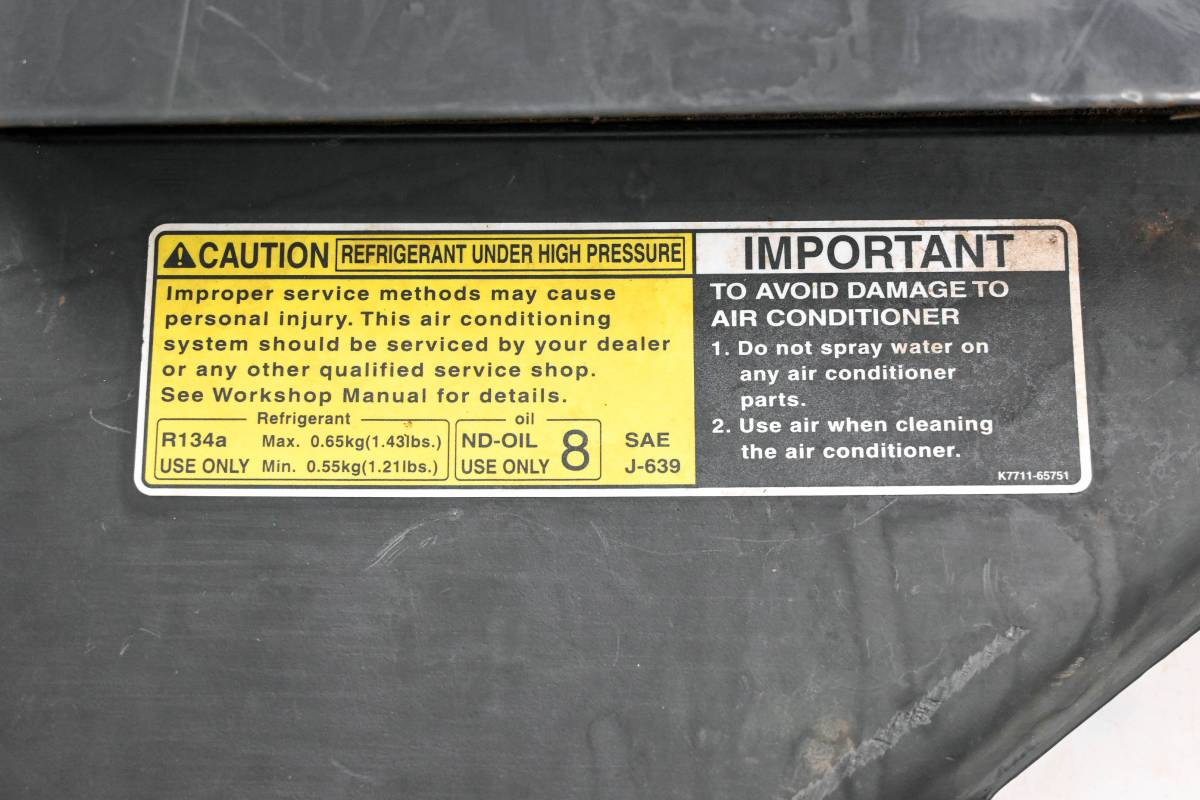 CAUTION REFRIGERANT UNDER HIGH PRESSURE
Improper service methods may cause
personal injury. This air conditioning
system should be serviced by your dealer
or any other qualified service shop.
See Workshop Manual for details.
Refrigerant
R134a Max. 0.65kg(1.43lbs.)
USE ONLY Min. 0.55kg(1.21lbs.)
oil
ND-OIL 8
USE ONLY
SAE
J-639
IMPORTANT
TO AVOID DAMAGE TO
AIR CONDITIONER
1. Do not spray water on
any air conditioner
parts.
2. Use air when cleaning
the air conditioner.
K7711-65751